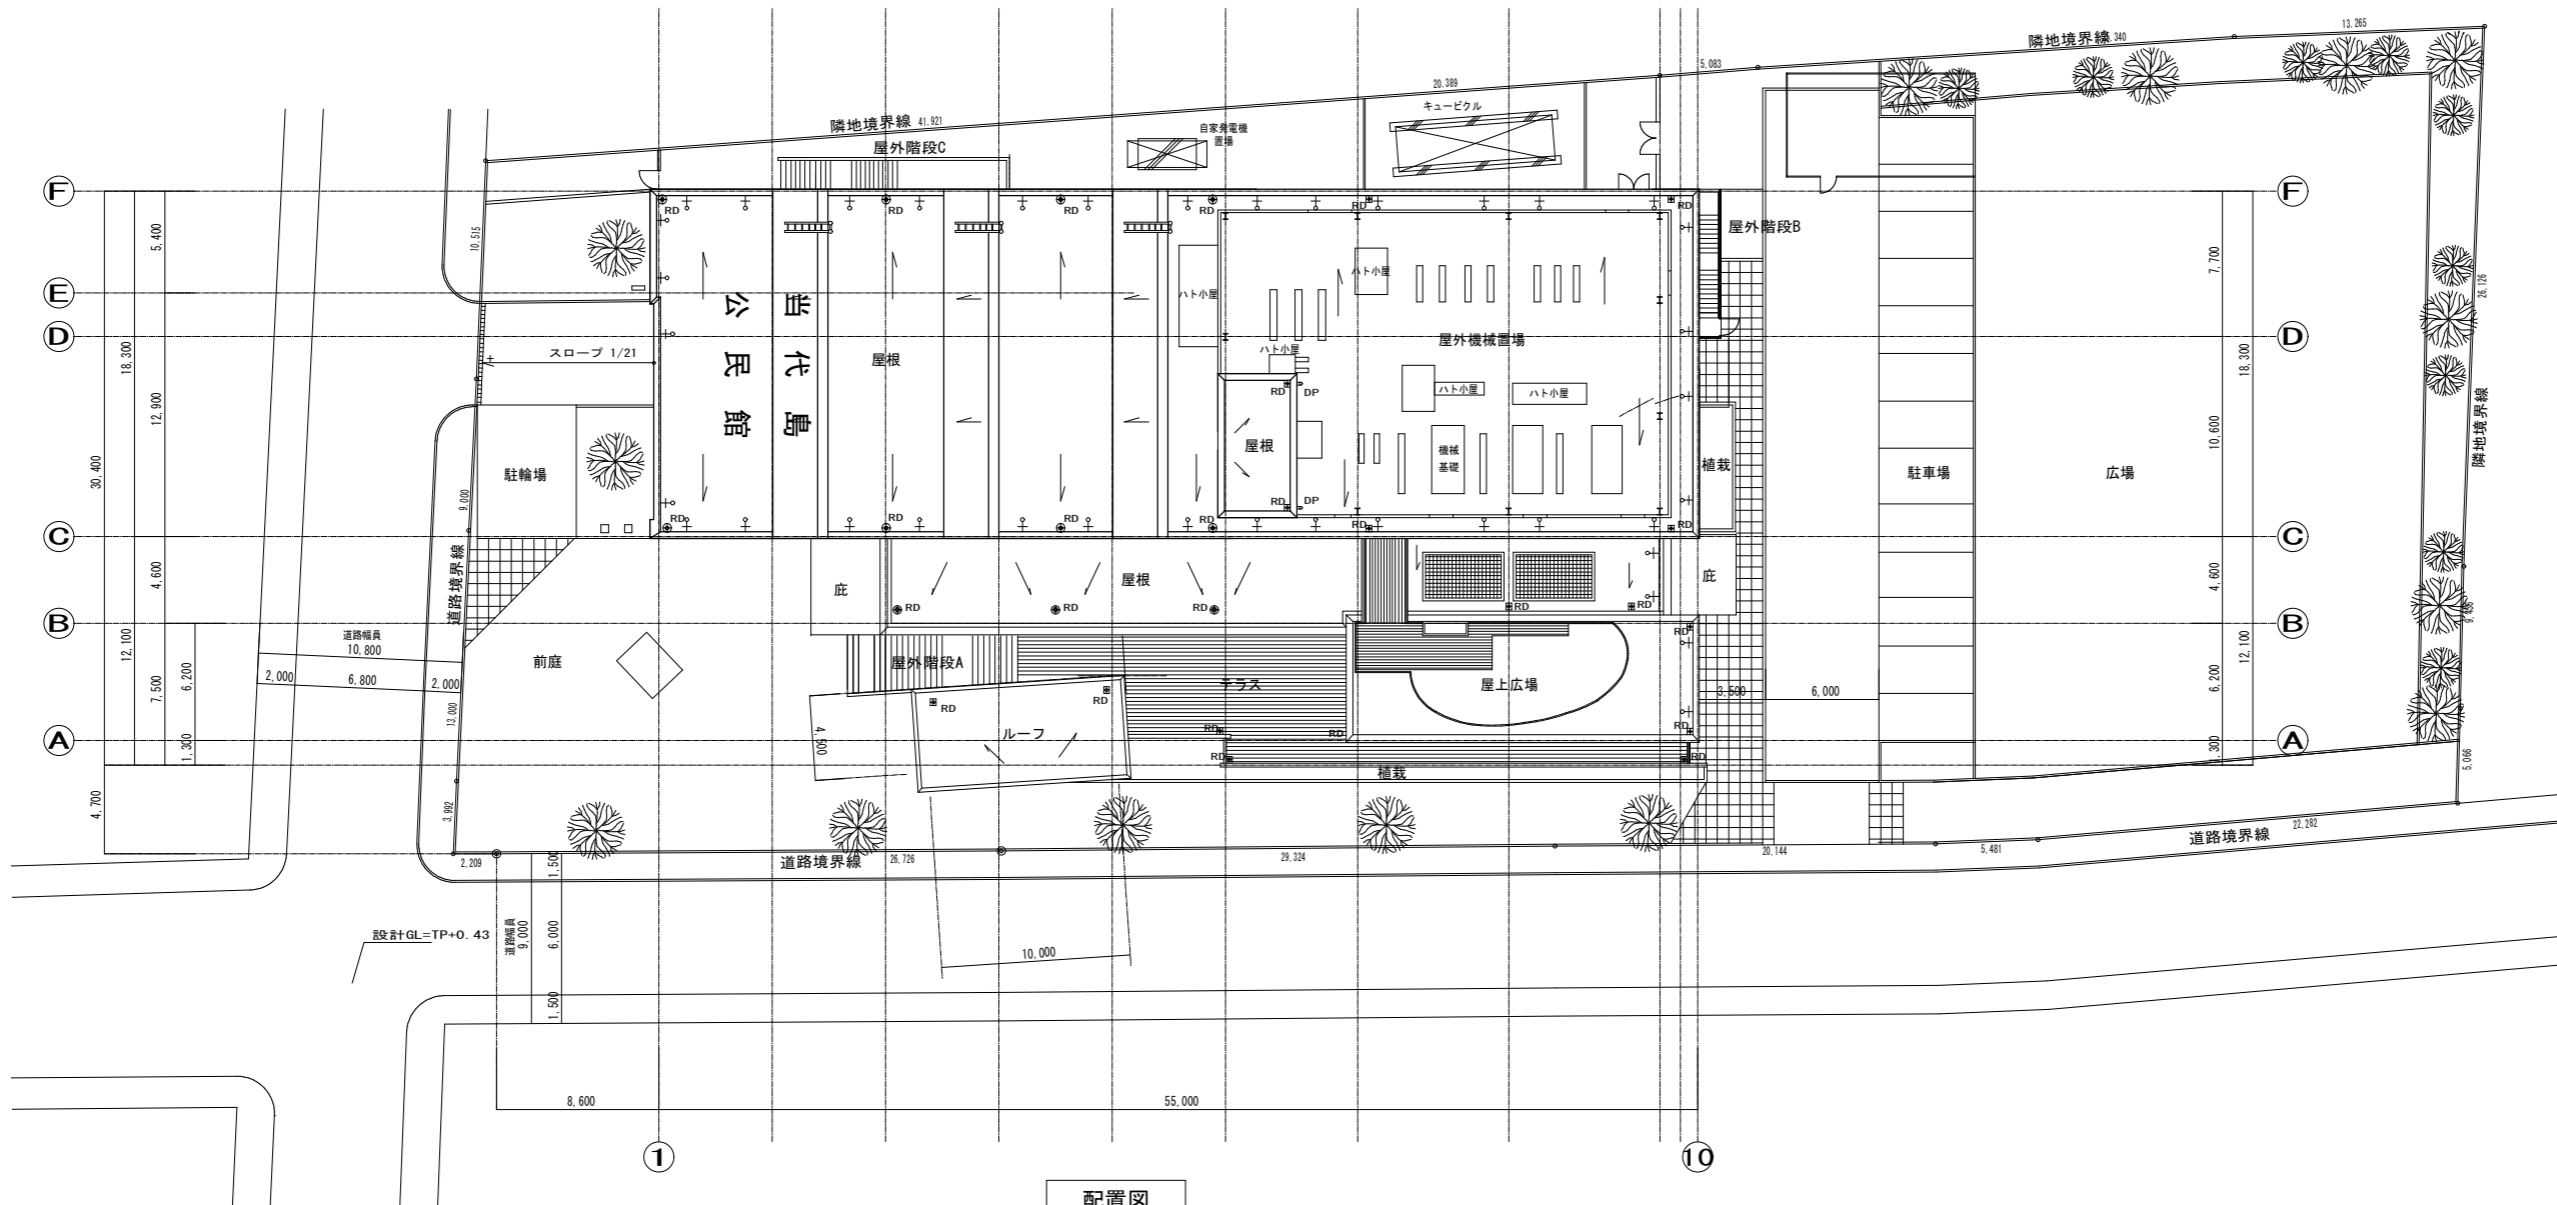 13.265
隣地境界線
.340
5,083
20.389
キュービクル
自家発電機
置場
隣地境界線 41.921
屋外階段C
F
F
RD
RD
RD
RD
RD
RD
屋外階段B
10,515
5,400
7,700
26,126
ハト小屋
ハト小屋
E
当代島
公民館
D
D
スロープ 1/21
屋根
屋外機械置場
ハト小屋
18,300
18,300
RD
DP
ハト小屋
ハト小屋
12,900
10,600
隣地境界線
屋根
機械
基礎
植栽
駐輪場
駐車場
広場
30,400
9,000
RD
DP
RD
RD
RD
RD
RD
RD
C
C
道路境界線
4,600
4,600
庇
屋根
庇
RD
RD
RD
RD
RD
9,456
B
B
道路幅員
10,800
12,100
12,100
2,000
6,800
2,000
前庭
屋外階段A
テラス
屋上広場
RD
7,500
6,200
6,200
3,500
6,000
RD
RD
13,000
4,500
ルーフ
RD
RD
RD
A
A
1,300
1,300
RD
RD
植栽
5,066
4,700
3,992
22,282
道路境界線
2,209
道路境界線
26,726
29,324
20,144
5,481
1,500
設計GL=TP+0.43
道路幅員
9,000
6,000
10,000
1,500
8,600
55,000
1
10
配置図